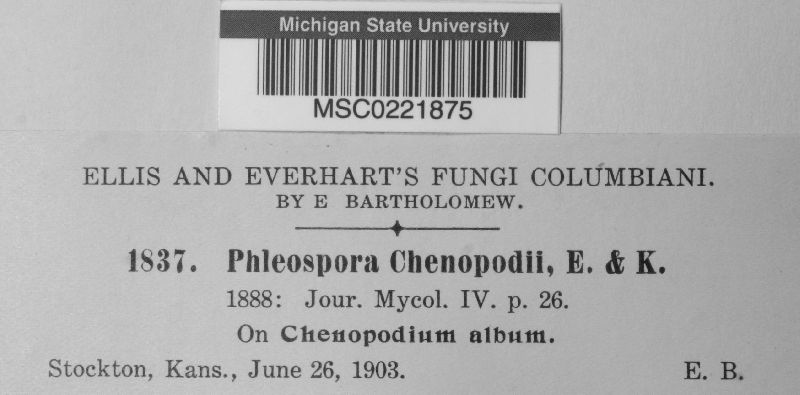 Michigan State University
MSC0221875
ELLIS AND EVERHART'S FUNGI COLUMBIANI.
BY E BARTHOLOMEW.
1837. Phleospora Chenopodii, E. & K.
1888: Jour. Mycol. IV. p. 26.
On Chenopodium album.
Stockton, Kans., June 26, 1903. E. B.